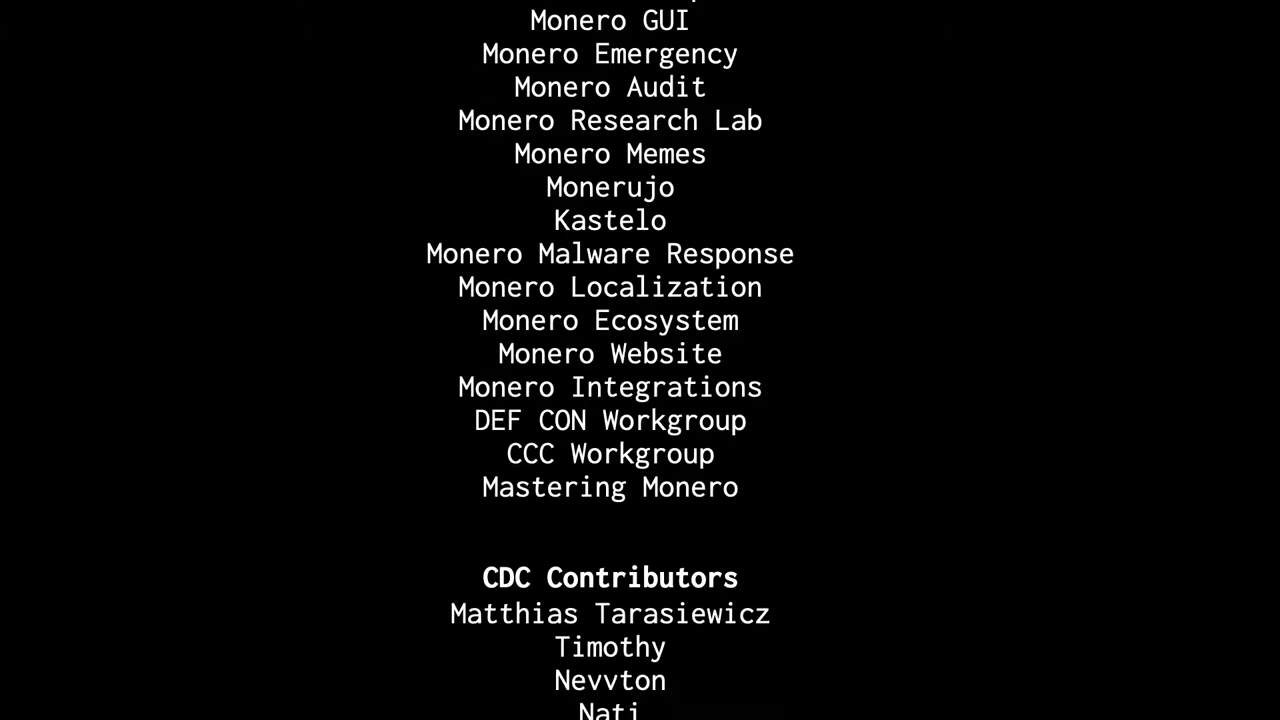 Monero GUI
Monero Emergency
Monero Audit
Monero Research Lab
Monero Memes
Monerujo
Kastelo
Monero Malware Response
Monero Localization
Monero Ecosystem
Monero Website
Monero Integrations
DEF CON Workgroup
CCC Workgroup
Mastering Monero
CDC Contributors
Matthias Tarasiewicz
Timothy
Nevvton
Nati